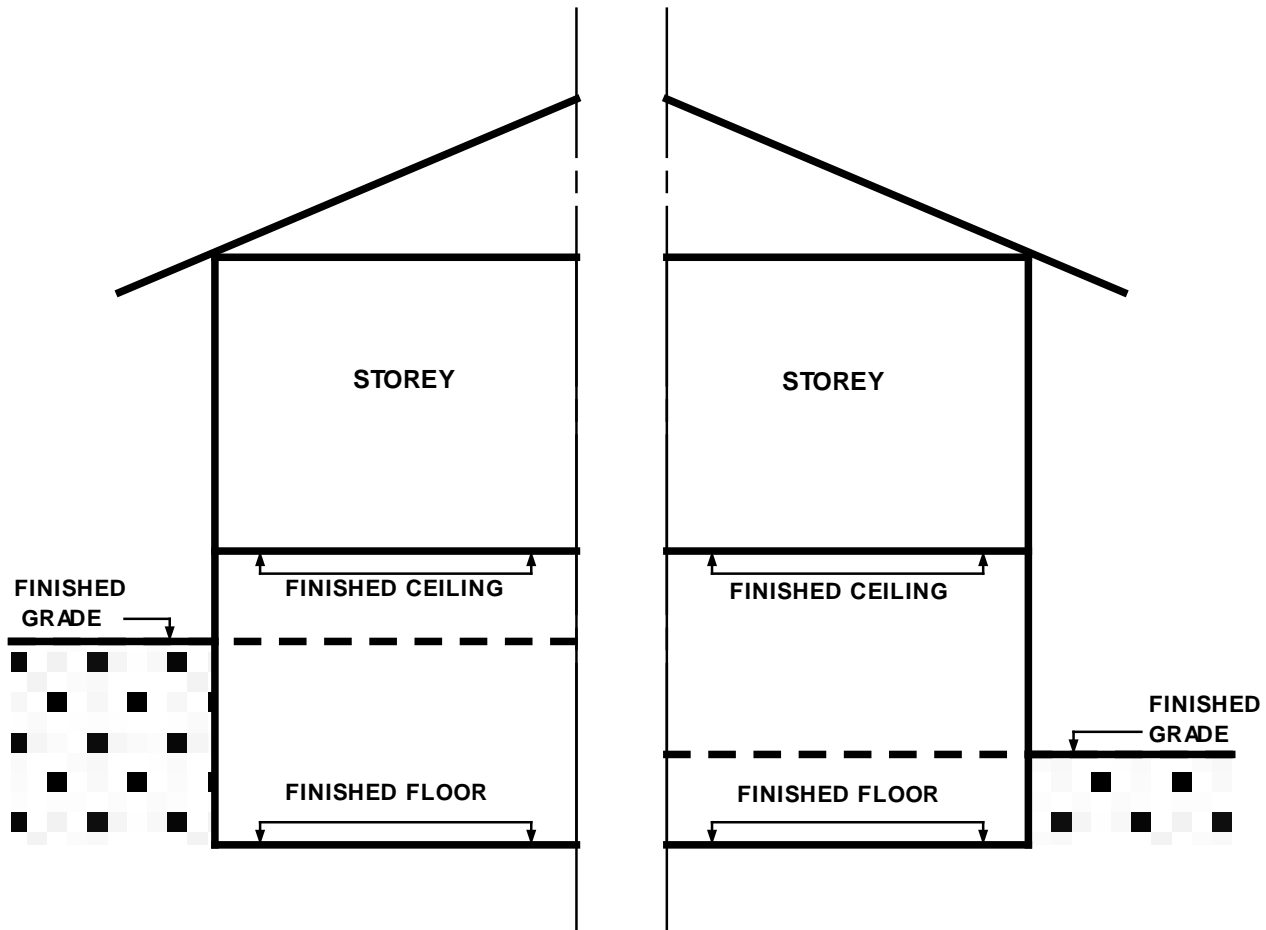 STOREY
STOREY
FINISHED CEILING
FINISHED CEILING
FINISHED
GRADE
FINISHED
GRADE
FINISHED FLOOR
FINISHED FLOOR